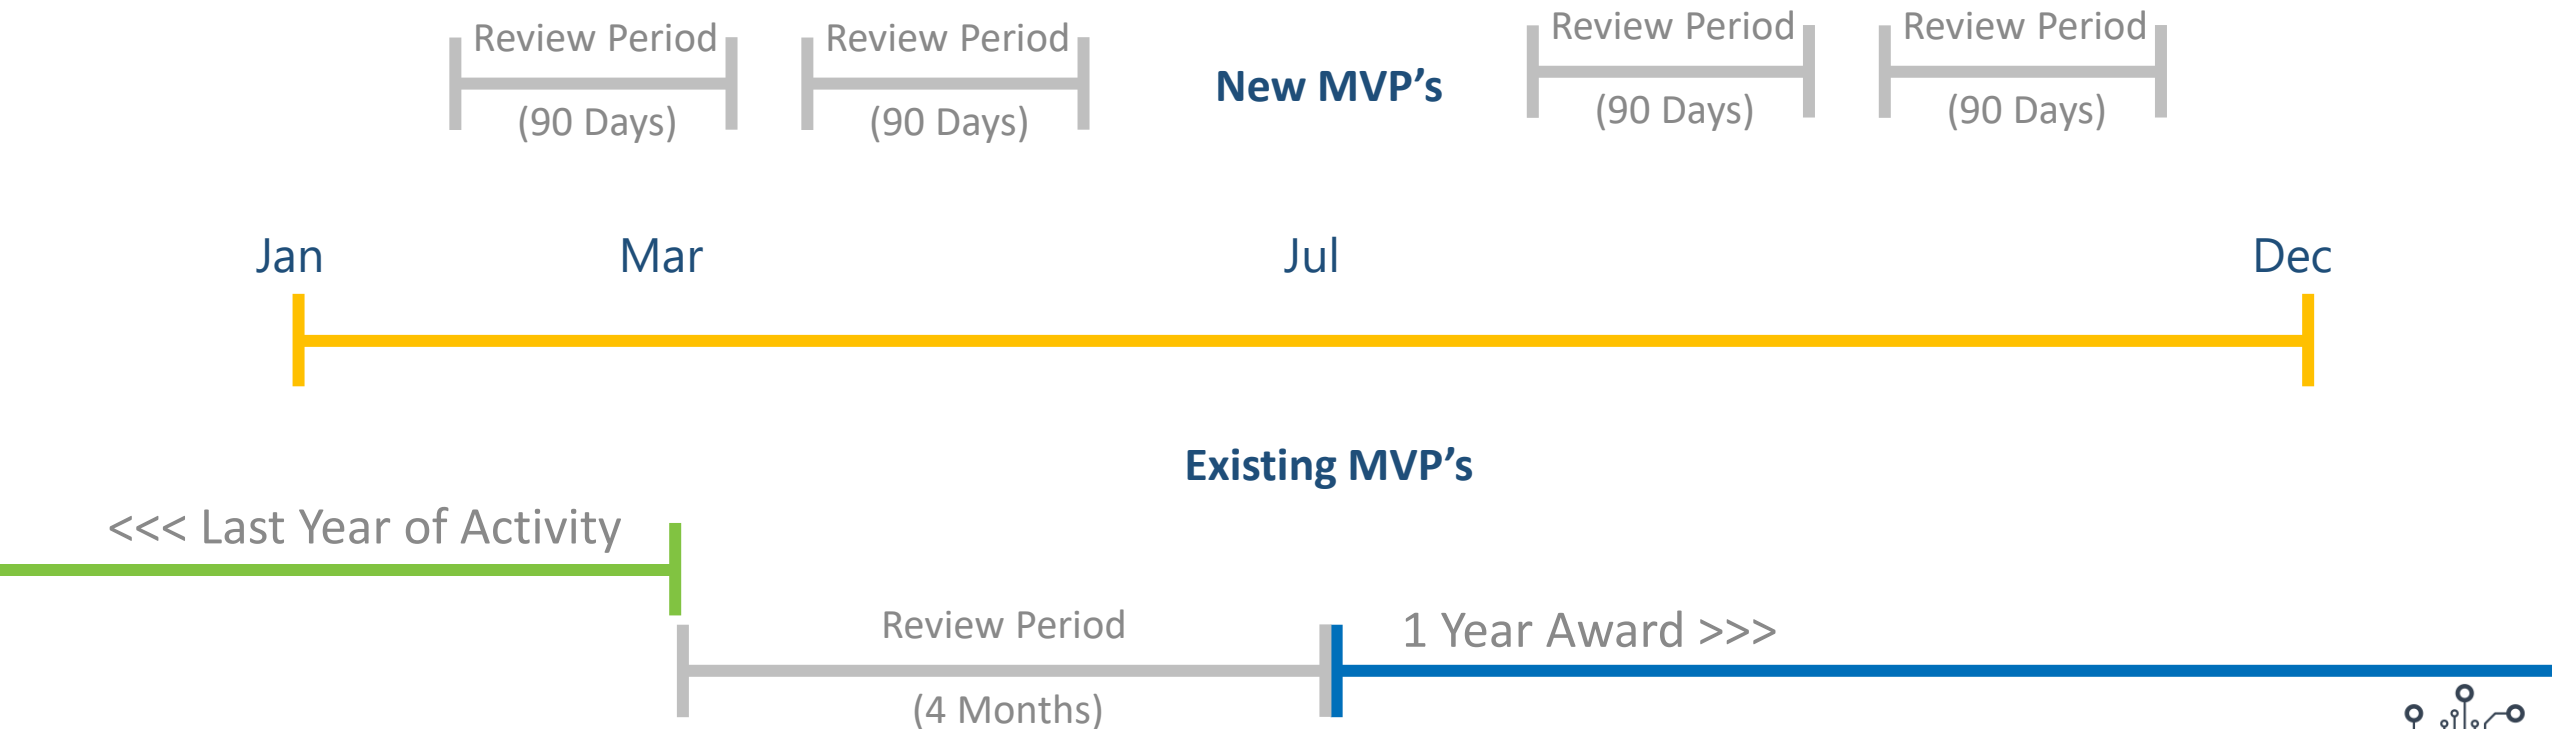 Review Period
(90 Days)
Review Period
(90 Days)
New MVP’s
Review Period
(90 Days)
Review Period
(90 Days)
Jan Mar Jul Dec
Existing MVP’s
<<< Last Year of Activity
Review Period
(4 Months)
1 Year Award >>>